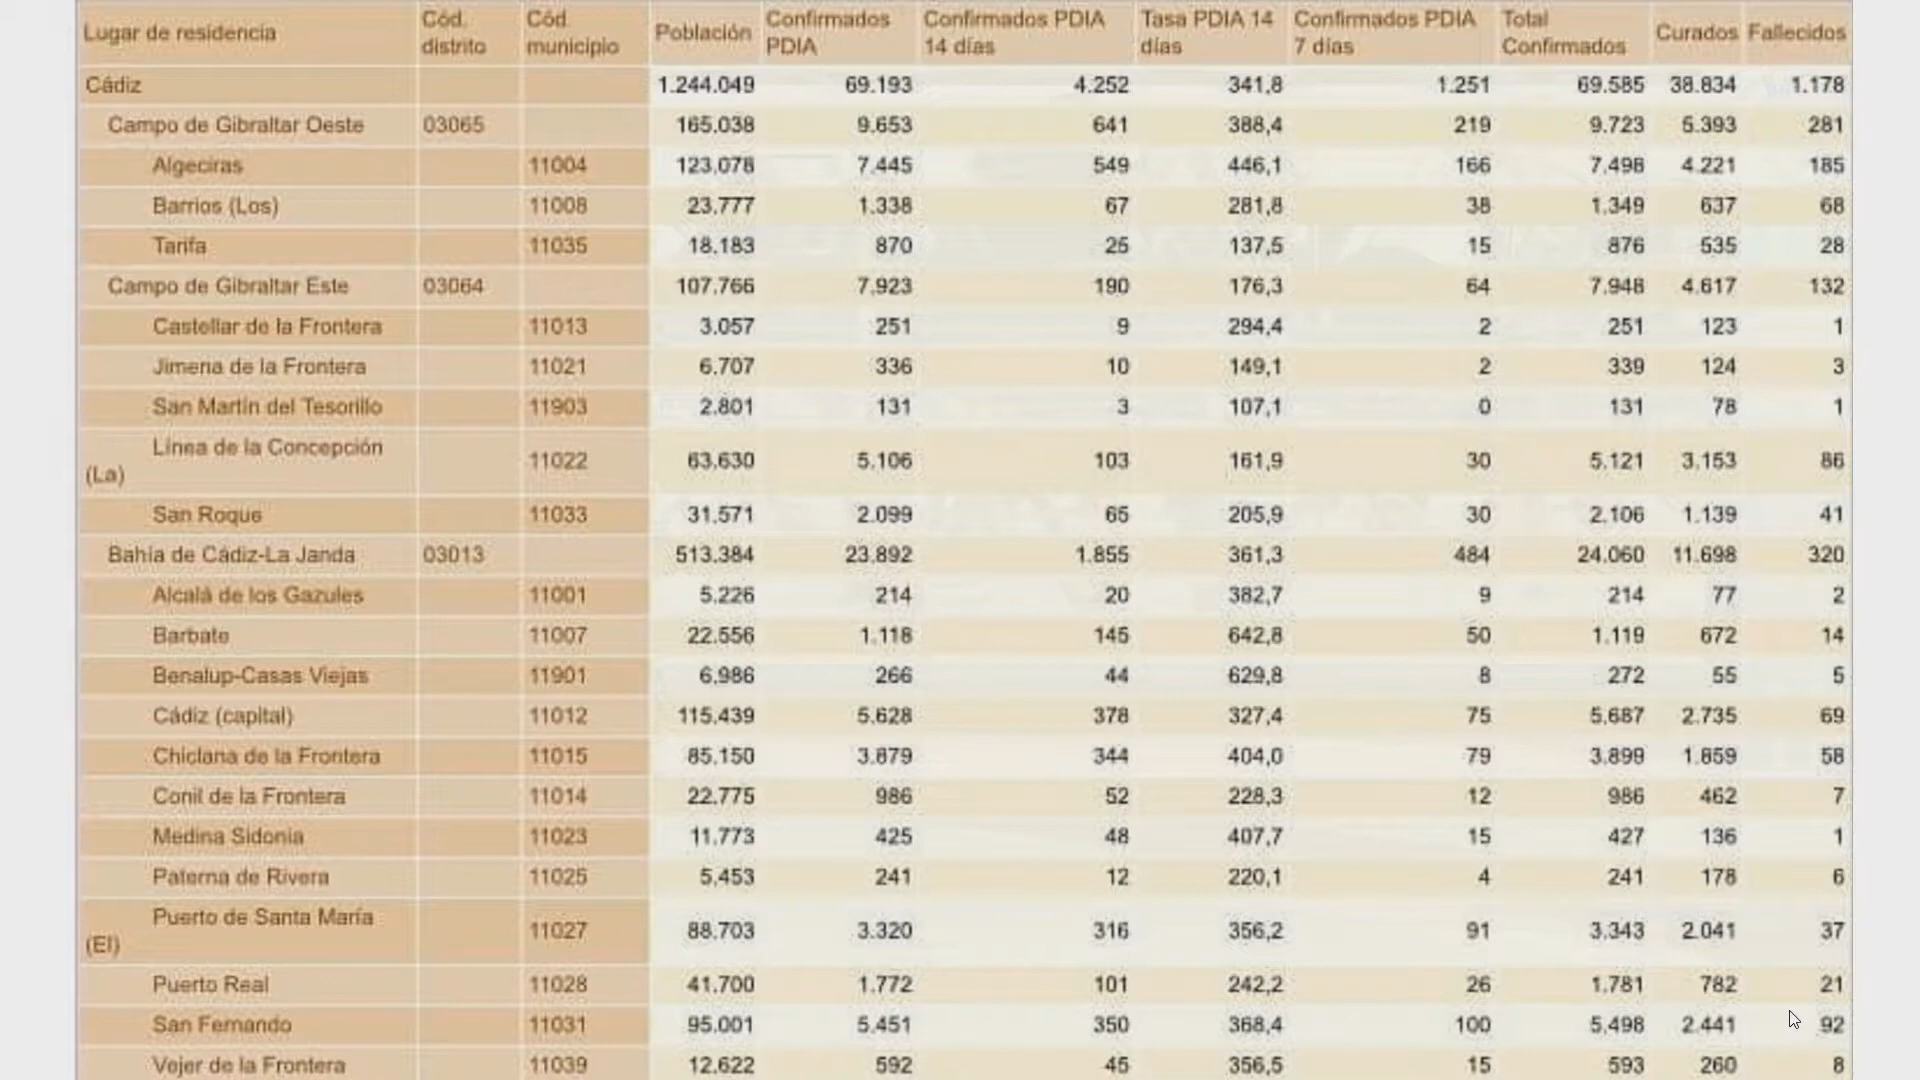 Lugar de residencia Cód. distrito Cód. municipio Población Confirmados PDIA Confirmados PDIA 14 días Tasa PDIA 14 días Confirmados PDIA 7 días Total Confirmados Curados Fallecidos
Cádiz 1.244.049 69.193 4.252 341,8 1.251 69.585 38.834 1.178
Campo de Gibraltar Oeste 03065 165.038 9.653 641 388,4 219 9.723 5.393 281
Algeciras 11004 123.078 7.445 549 446,1 166 7.498 4.221 185
Barrios (Los) 11008 23.777 1.338 67 281,8 38 1.349 637 68
Tarifa 11035 18.183 870 25 137,5 15 876 535 28
Campo de Gibraltar Este 03064 107.766 7.923 190 176,3 64 7.948 4.617 132
Castellar de la Frontera 11013 3.057 251 9 294,4 2 251 123 1
Jimena de la Frontera 11021 6.707 336 10 149,1 2 339 124 3
San Martín del Tesorillo 11903 2.801 131 3 107,1 0 131 78 1
Línea de la Concepción (La) 11022 63.630 5.106 103 161,9 30 5.121 3.153 86
San Roque 11033 31.571 2.099 65 205,9 30 2.106 1.139 41
Bahía de Cádiz-La Janda 03013 513.384 23.892 1.855 361,3 484 24.060 11.698 320
Alcalá de los Gazules 11001 5.226 214 20 382,7 9 214 77 2
Barbate 11007 22.556 1.118 145 642,8 50 1.119 672 14
Benalup-Casas Viejas 11901 6.986 266 44 629,8 8 272 55 5
Cádiz (capital) 11012 115.439 5.628 378 327,4 75 5.687 2.735 69
Chiclana de la Frontera 11015 85.150 3.879 344 404,0 79 3.899 1.859 58
Conil de la Frontera 11014 22.775 986 52 228,3 12 986 462 7
Medina Sidonia 11023 11.773 425 48 407,7 15 427 136 1
Paterna de Rivera 11025 5.453 241 12 220,1 4 241 178 6
Puerto de Santa María (El) 11027 88.703 3.320 316 356,2 91 3.343 2.041 37
Puerto Real 11028 41.700 1.772 101 242,2 26 1.781 782 21
San Fernando 11031 95.001 5.451 350 368,4 100 5.498 2.441 92
Vejer de la Frontera 11039 12.622 592 45 356,5 15 593 260 8